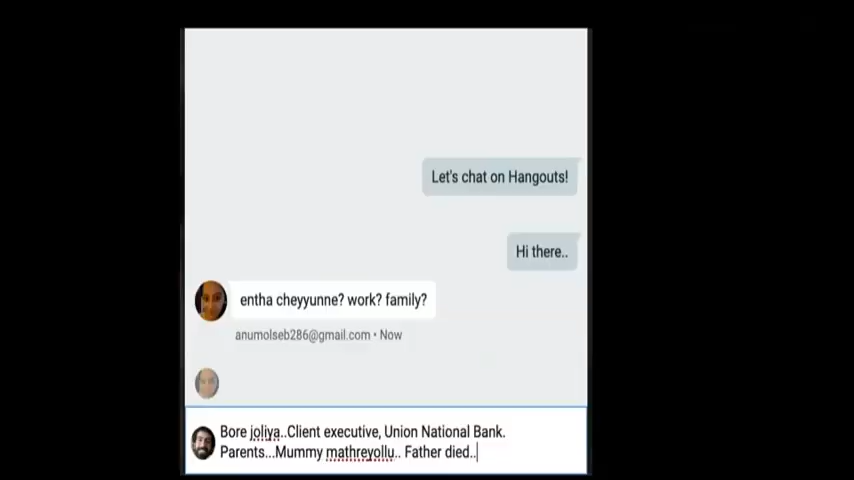 Let's chat on Hangouts!
Hi there..
entha cheyyunne? work? family?
anumolseb286@gmail.com • Now
Bore joliya..Client executive, Union National Bank.
Parents...Mummy mathreyollu.. Father died..